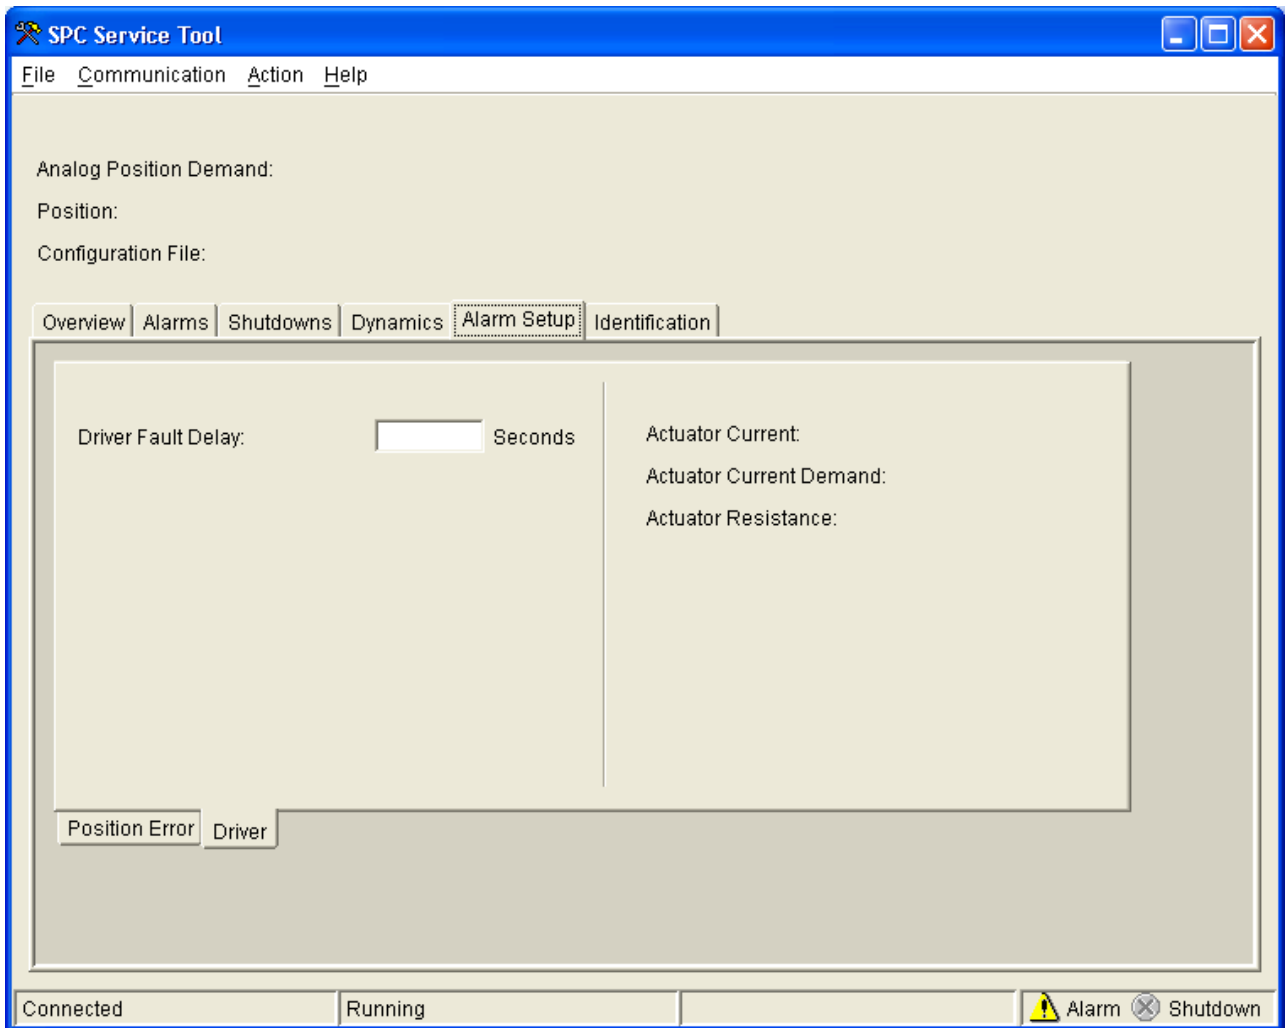 SPC Service Tool
File Communication Action Help
Analog Position Demand:
Position:
Configuration File:
Overview Alarms Shutdowns Dynamics Alarm Setup Identification
Driver Fault Delay: Seconds
Actuator Current:
Actuator Current Demand:
Actuator Resistance:
Position Error Driver
Connected Running Alarm Shutdown